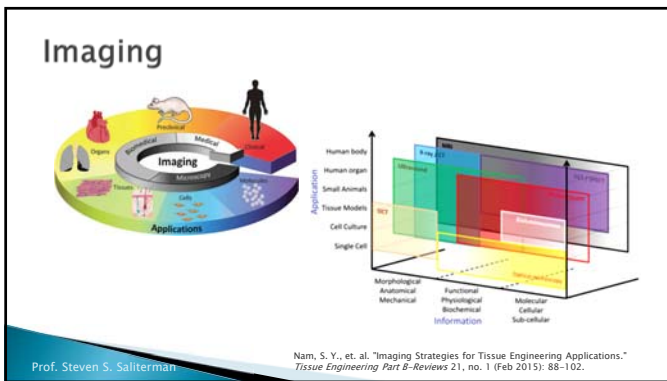 Imaging
Preclinical
Organs
Biomedical
Medical
Clinical
Imaging
Microscopy
Tissues
Cells
Molecules
Applications
Application
Human body
Human organ
Small Animals
Tissue Models
Cell Culture
Single Cell
MRI
X-ray μCT
Ultrasound
OCT
Morphological
Anatomical
Mechanical
Functional
Physiological
Biochemical
Molecular
Cellular
Sub-cellular
Information
Prof. Steven S. Saliterman
Nam, S. Y., et. al. "Imaging Strategies for Tissue Engineering Applications."
Tissue Engineering Part B-Reviews 21, no. 1 (Feb 2015): 88-102.